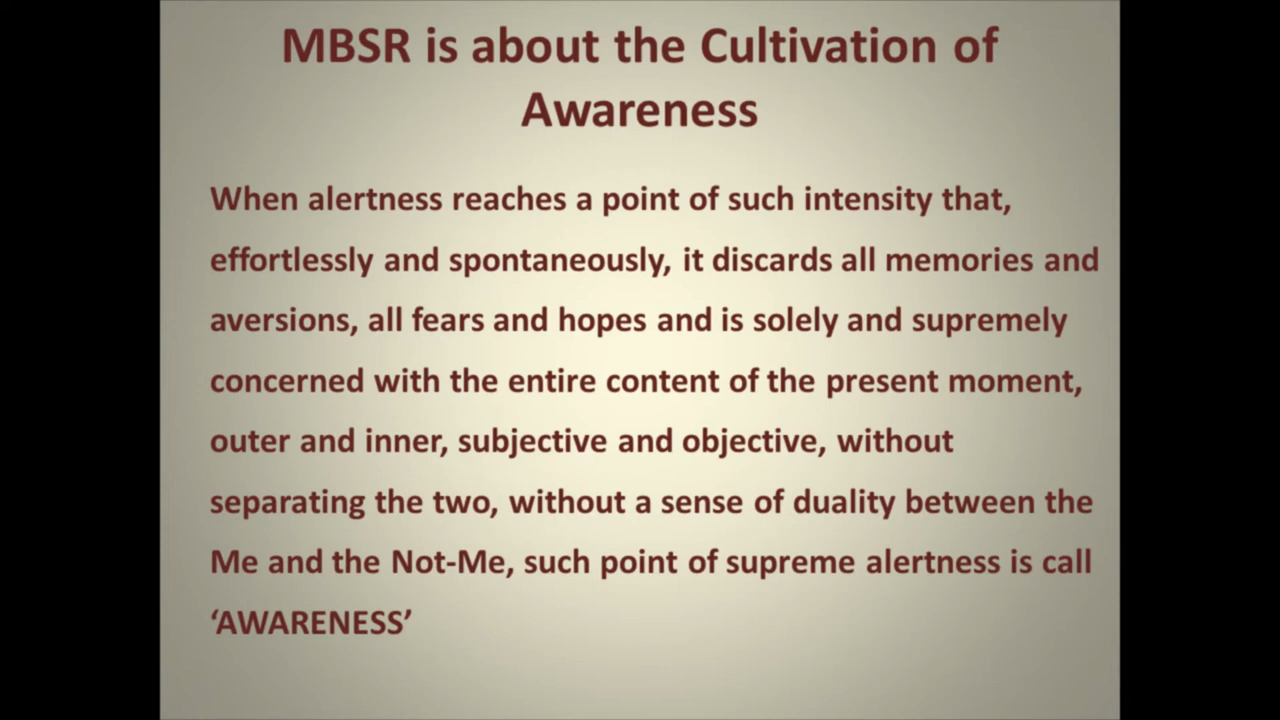 MBSR is about the Cultivation of
Awareness
When alertness reaches a point of such intensity that,
effortlessly and spontaneously, it discards all memories and
aversions, all fears and hopes and is solely and supremely
concerned with the entire content of the present moment,
outer and inner, subjective and objective, without
separating the two, without a sense of duality between the
Me and the Not-Me, such point of supreme alertness is call
‘AWARENESS’